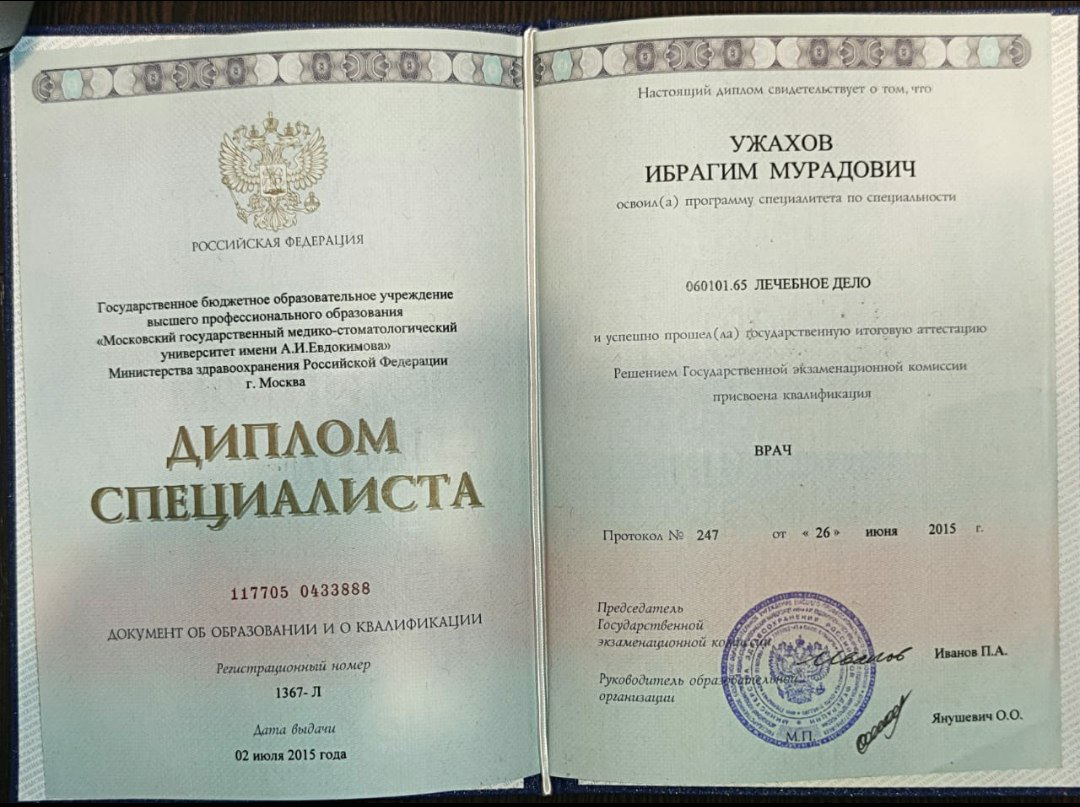 РОССИЙСКАЯ ФЕДЕРАЦИЯ
Государственное бюджетное образовательное учреждение
высшего профессионального образования
«Московский государственный медико-стоматологический
университет имени А.И.Евдокимова»
Министерства здравоохранения Российской Федерации
г. Москва
ДИПЛОМ
СПЕЦИАЛИСТА
117705 0433888
ДОКУМЕНТ ОБ ОБРАЗОВАНИИ И О КВАЛИФИКАЦИИ
Регистрационный номер
1367- Л
Дата выдачи
02 июля 2015 года
Настоящий диплом свидетельствует о том, что
УЖАХОВ
ИБРАГИМ МУРАДОВИЧ
освоил(а) программу специалитета по специальности
060101.65 ЛЕЧЕБНОЕ ДЕЛО
и успешно прошел(ла) государственную итоговую аттестацию
Решением Государственной экзаменационной комиссии
присвоена квалификация
ВРАЧ
Протокол № 247 от « 26 » июня 2015 г.
Председатель
Государственной
экзаменационной комиссии
Иванов
Иванов П.А.
Руководитель образовательной
организации
Янушевич О.О.
М.П.